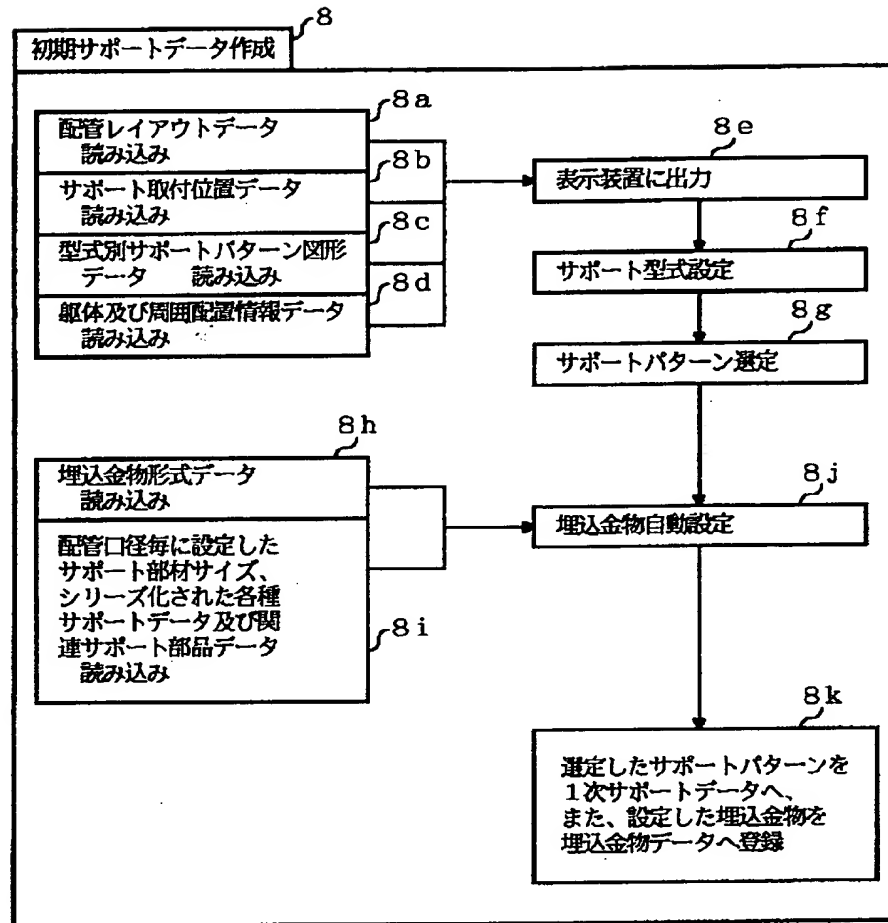 8
初期サポートデータ作成
8a
配管レイアウトデータ
読み込み
8b
サポート取付位置データ
読み込み
8c
型式別サポートパターン図形
データ 読み込み
8d
躯体及び周囲配置情報データ
読み込み
8e
表示装置に出力
8f
サポート型式設定
8g
サポートパターン選定
8h
埋込金物形式データ
読み込み
配管口径毎に設定した
サポート部材サイズ、
シリーズ化された各種
サポートデータ及び関
連サポート部品データ
読み込み
8i
8j
埋込金物自動設定
8k
選定したサポートパターンを
1次サポートデータへ、
また、設定した埋込金物を
埋込金物データへ登録